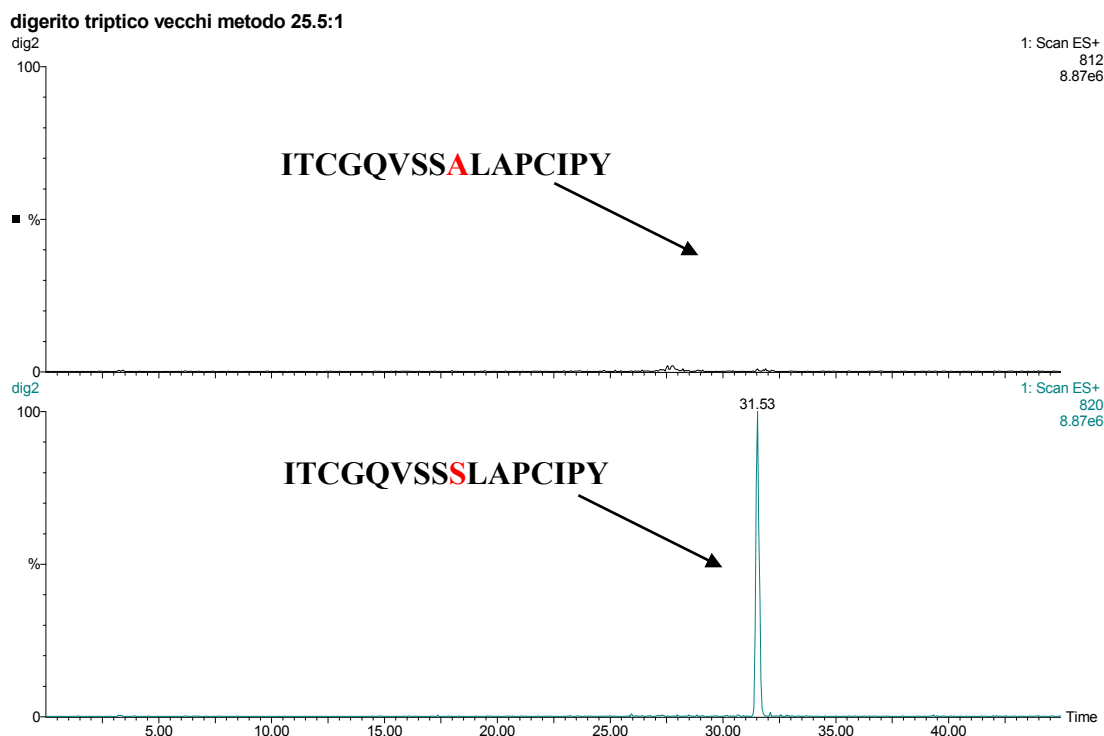 digerito triptico vecchi metodo 25.5:1
dig2
1: Scan ES+
812
8.87e6
100
ITCGQVSSALAPCIPY
%
0
dig2
1: Scan ES+
820
8.87e6
100
31.53
ITCGQVSSSLAPCIPY
%
0
Time
5.00 10.00 15.00 20.00 25.00 30.00 35.00 40.00